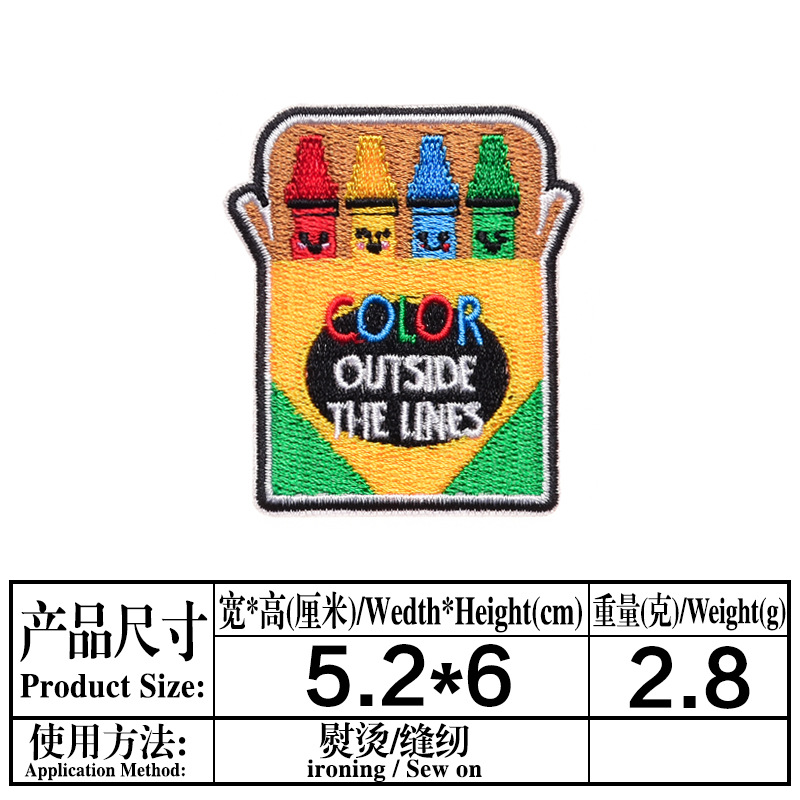 COLOR
OUTSIDE
THE LINES
产品尺寸
Product Size:
宽*高(厘米)/Wedth*Height(cm)
重量(克)/Weight(g)
5.2*6
2.8
使用方法:
Application Method:
熨烫/缝纫
ironing / Sew on